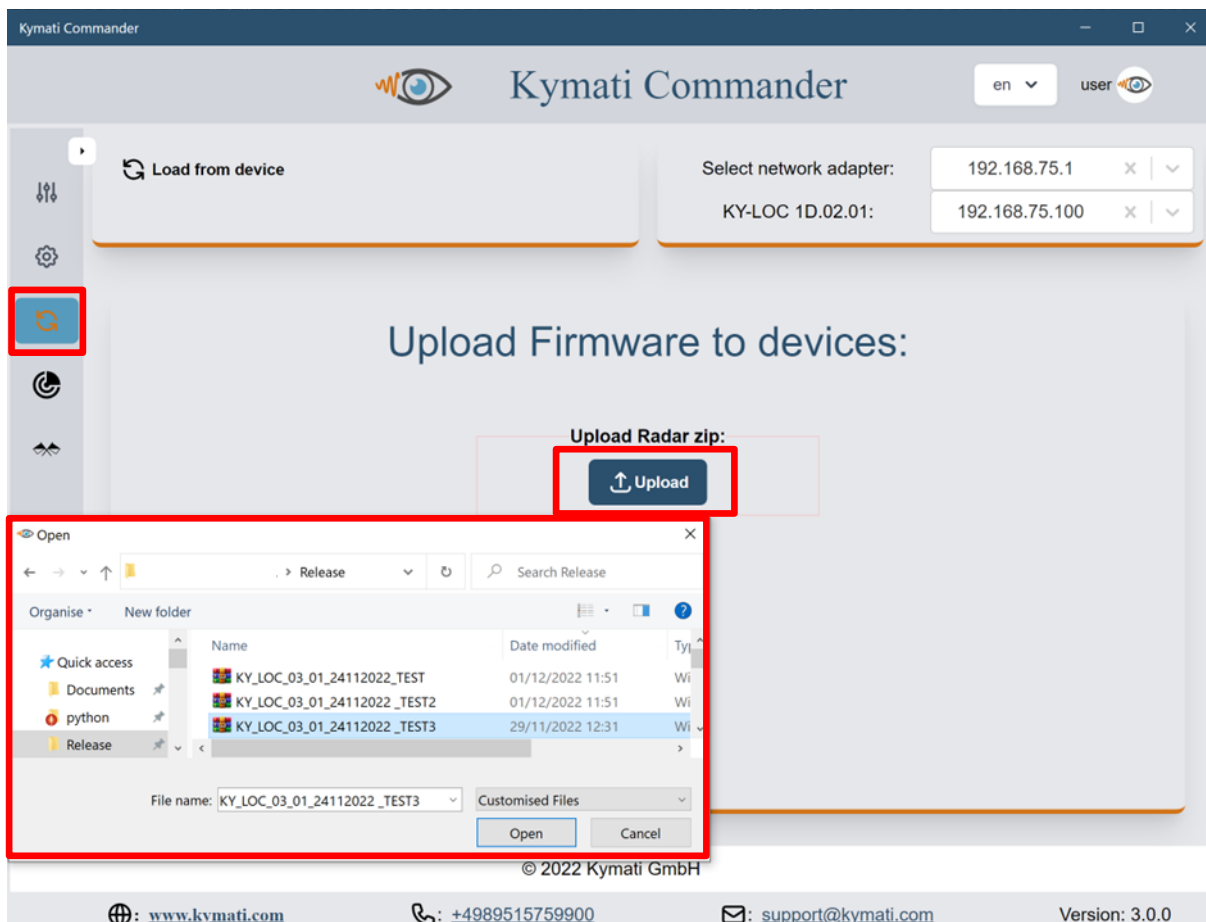 Kymati Commander
Kymati Commander
en
user
Load from device
Select network adapter:
192.168.75.1
KY-LOC 1D.02.01:
192.168.75.100
Upload Firmware to devices:
Upload Radar zip:
Upload
Open
> Release
Search Release
Organise
New folder
Name
Date modified
Quick access
KY_LOC_03_01_24112022_TEST
01/12/2022 11:51
Wi
Documents
KY_LOC_03_01_24112022 _TEST2
01/12/2022 11:51
Wi
python
KY_LOC_03_01_24112022 _TEST3
29/11/2022 12:31
Wi
Release
File name:
KY_LOC_03_01_24112022 _TEST3
Customised Files
Open
Cancel
© 2022 Kymati GmbH
: www.kymati.com
: +4989515759900
: support@kymati.com
Version: 3.0.0